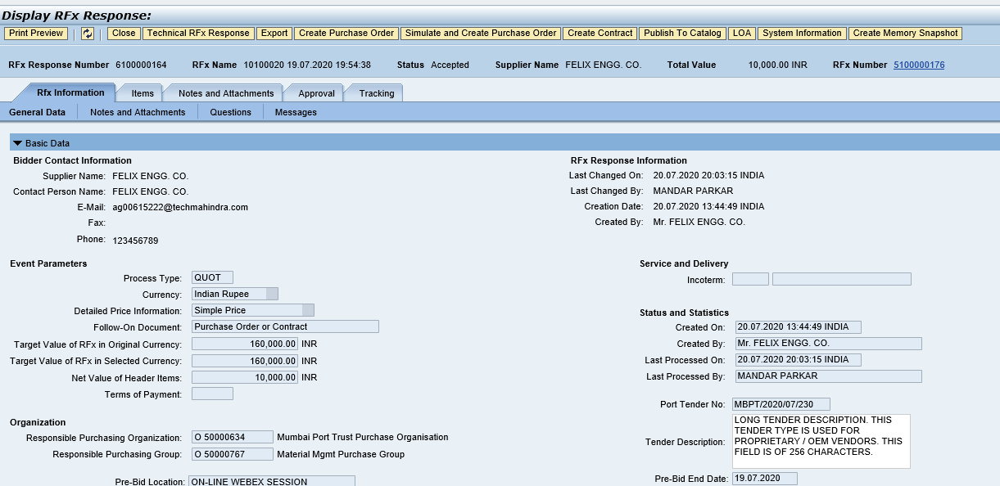 Display RFx Response:
Print Preview Close Technical RFx Response Export Create Purchase Order Simulate and Create Purchase Order Create Contract Publish To Catalog LOA System Information Create Memory Snapshot
RFx Response Number 6100000164 RFx Name 10100020 19.07.2020 19:54:38 Status Accepted Supplier Name FELIX ENGG. CO. Total Value 10,000.00 INR RFx Number 5100000176
Rfx Information Items Notes and Attachments Approval Tracking
General Data Notes and Attachments Questions Messages
Basic Data
Bidder Contact Information
Supplier Name: FELIX ENGG. CO.
Contact Person Name: FELIX ENGG. CO.
E-Mail: ag00615222@techmahindra.com
Fax:
Phone: 123456789
RFx Response Information
Last Changed On: 20.07.2020 20:03:15 INDIA
Last Changed By: MANDAR PARKAR
Creation Date: 20.07.2020 13:44:49 INDIA
Created By: Mr. FELIX ENGG. CO.
Event Parameters
Process Type: QUOT
Currency: Indian Rupee
Detailed Price Information: Simple Price
Follow-On Document: Purchase Order or Contract
Target Value of RFx in Original Currency: 160,000.00 INR
Target Value of RFx in Selected Currency: 160,000.00 INR
Net Value of Header Items: 10,000.00 INR
Terms of Payment:
Service and Delivery
Incoterm:
Status and Statistics
Created On: 20.07.2020 13:44:49 INDIA
Created By: Mr. FELIX ENGG. CO.
Last Processed On: 20.07.2020 20:03:15 INDIA
Last Processed By: MANDAR PARKAR
Organization
Responsible Purchasing Organization: O 50000634 Mumbai Port Trust Purchase Organisation
Responsible Purchasing Group: O 50000767 Material Mgmt Purchase Group
Pre-Bid Location: ON-LINE WEBEX SESSION
Port Tender No: MBPT/2020/07/230
Tender Description: LONG TENDER DESCRIPTION. THIS
TENDER TYPE IS USED FOR
PROPRIETARY / OEM VENDORS. THIS
FIELD IS OF 256 CHARACTERS.
Pre-Bid End Date: 19.07.2020